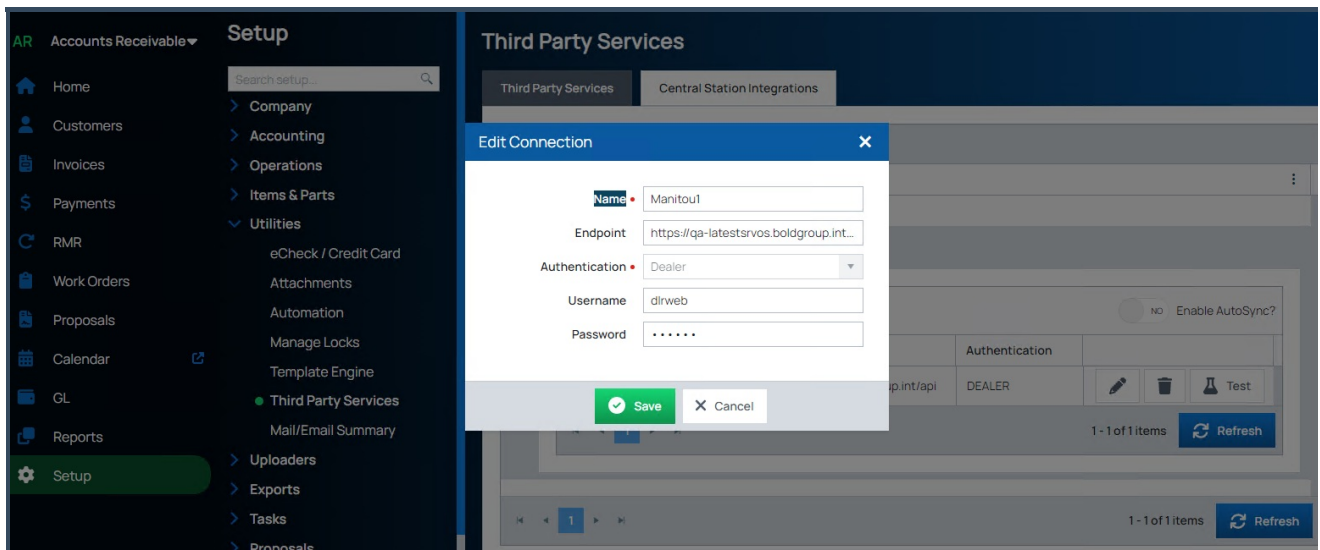 AR Accounts Receivable
Home
Customers
Invoices
Payments
RMR
Work Orders
Proposals
Calendar
GL
Reports
Setup
Setup
Search setup...
Company
Accounting
Operations
Items & Parts
Utilities
eCheck / Credit Card
Attachments
Automation
Manage Locks
Template Engine
Third Party Services
Mail/Email Summary
Uploaders
Exports
Tasks
Proposals
Third Party Services
Third Party Services Central Station Integrations
Edit Connection
Name • Manitou1
Endpoint https://qa-latestsrvos.boldgroup.int...
Authentication • Dealer
Username dlrweb
Password ••••••
Save Cancel
NO Enable AutoSync?
Authentication
up.int/api DEALER Test
1 1 - 1 of 1 items Refresh
1 1 - 1 of 1 items Refresh